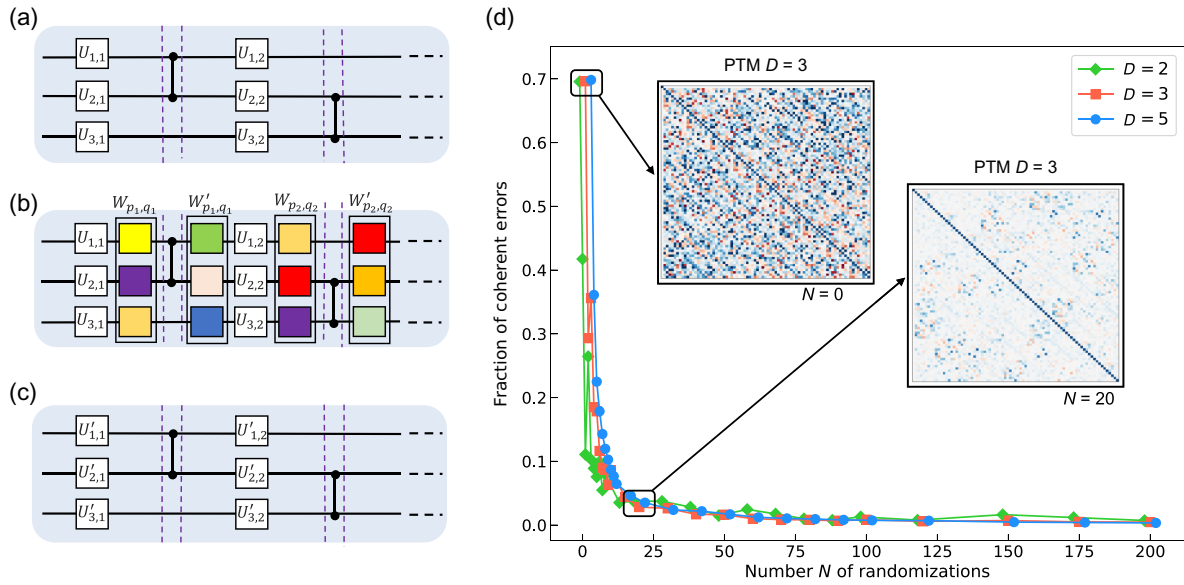 (a)
U1,1
U1,2
U2,1
U2,2
U3,1
U3,2
(b)
Wp1,q1 W′p1,q1 Wp2,q2 W′p2,q2
U1,1
U1,2
U2,1
U2,2
U3,1
U3,2
(c)
U′1,1
U′1,2
U′2,1
U′2,2
U′3,1
U′3,2
(d)
Fraction of coherent errors
0.7
0.6
0.5
0.4
0.3
0.2
0.1
0.0
0 25 50 75 100 125 150 175 200
Number N of randomizations
PTM D = 3
N = 0
PTM D = 3
N = 20
D = 2
D = 3
D = 5